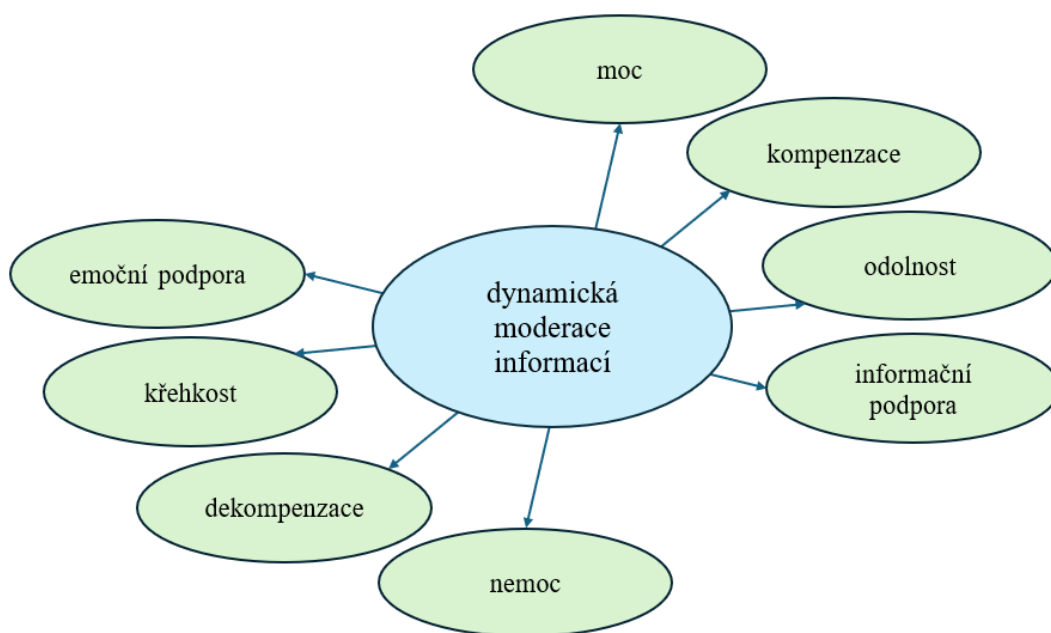 moc
kompenzace
odolnost
emoční podpora
dynamická
moderace
informací
informační
podpora
křehkost
dekompenzace
nemoc